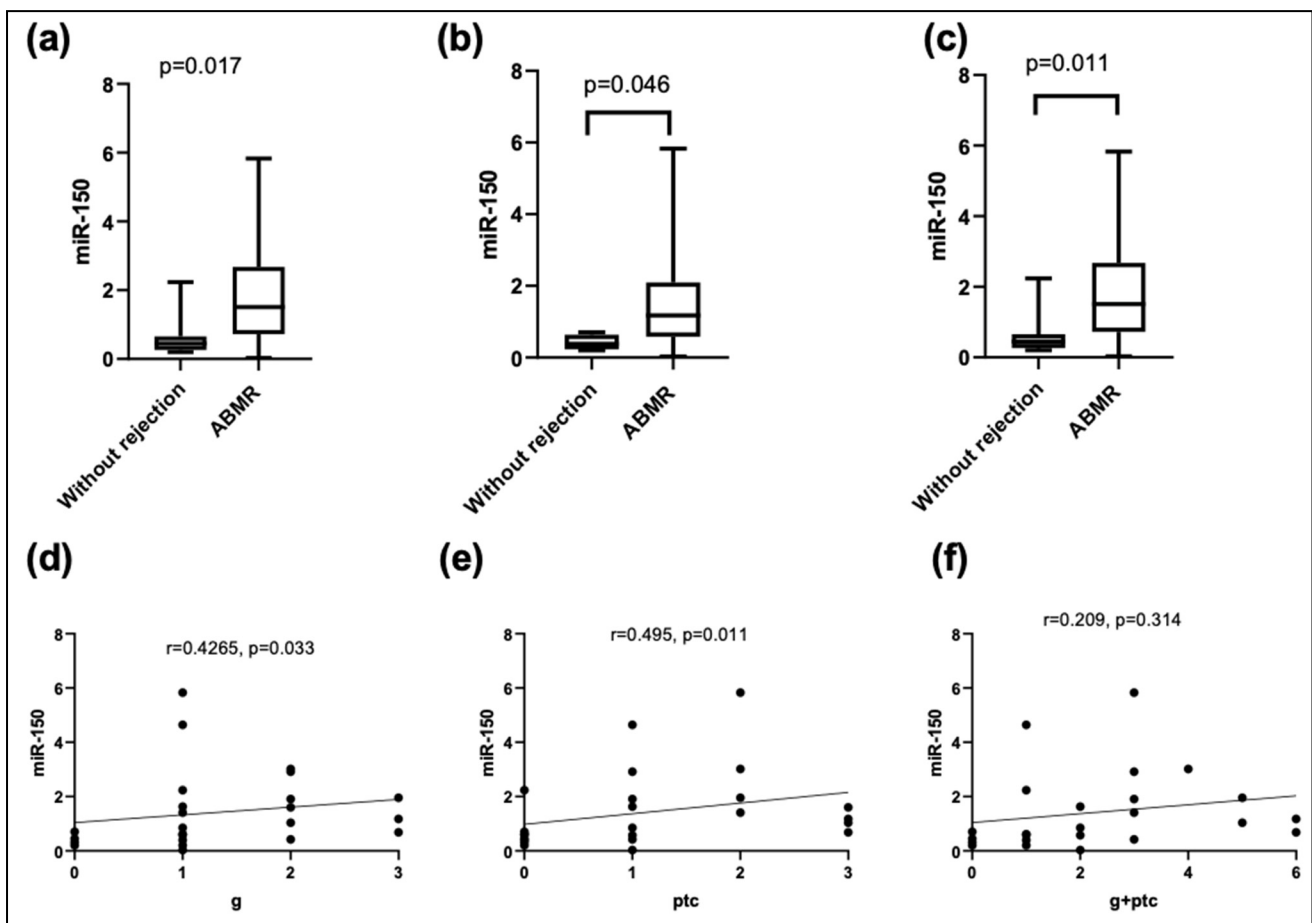 (a)
p=0.017
8
6
4
2
0
miR-150
Without rejection
ABMR
(b)
p=0.046
8
6
4
2
0
miR-150
Without rejection
ABMR
(c)
p=0.011
8
6
4
2
0
miR-150
Without rejection
ABMR
(d)
r=0.4265, p=0.033
8
6
4
2
0
miR-150
0 1 2 3
g
(e)
r=0.495, p=0.011
8
6
4
2
0
miR-150
0 1 2 3
ptc
(f)
r=0.209, p=0.314
8
6
4
2
0
miR-150
0 2 4 6
g+ptc